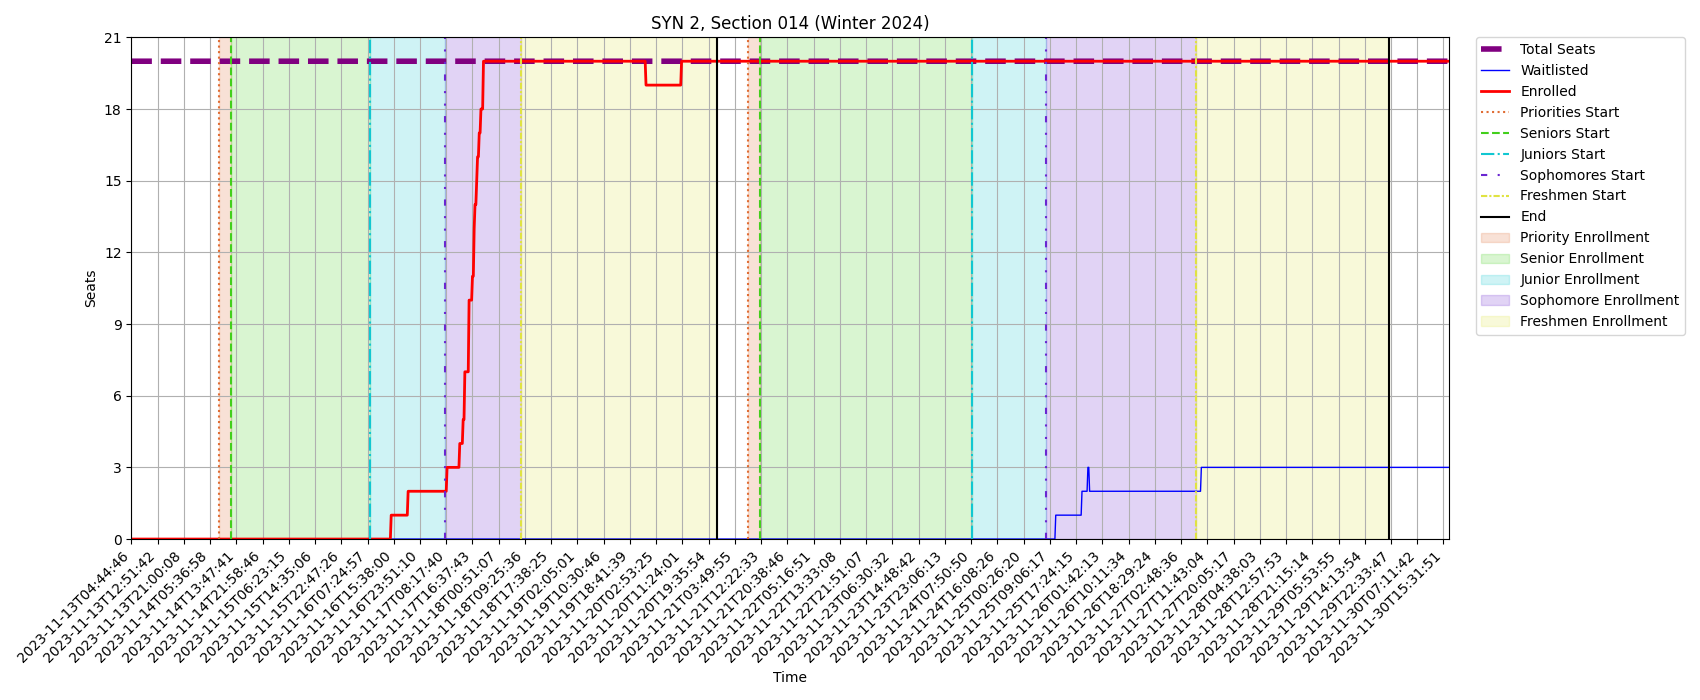 SYN 2, Section 014 (Winter 2024)
21
18
15
12
9
6
3
0
Seats
2023-11-13T04:44:46
2023-11-13T12:51:42
2023-11-13T21:00:08
2023-11-14T05:36:58
2023-11-14T13:47:41
2023-11-14T21:58:46
2023-11-15T06:23:15
2023-11-15T14:35:06
2023-11-15T22:47:26
2023-11-16T07:24:57
2023-11-16T15:38:00
2023-11-16T23:51:10
2023-11-17T08:17:40
2023-11-17T16:37:43
2023-11-18T00:51:07
2023-11-18T09:25:36
2023-11-18T17:38:25
2023-11-19T02:05:01
2023-11-19T10:30:46
2023-11-19T18:41:39
2023-11-20T02:53:25
2023-11-20T11:24:01
2023-11-20T19:35:54
2023-11-21T03:49:55
2023-11-21T12:22:33
2023-11-21T20:38:46
2023-11-22T05:16:51
2023-11-22T13:33:08
2023-11-22T21:51:07
2023-11-23T06:30:32
2023-11-23T14:48:42
2023-11-23T23:06:13
2023-11-24T07:50:50
2023-11-24T16:08:26
2023-11-25T00:26:20
2023-11-25T09:06:17
2023-11-25T17:24:15
2023-11-26T01:42:13
2023-11-26T10:11:34
2023-11-26T18:29:24
2023-11-27T02:48:36
2023-11-27T11:43:04
2023-11-27T20:05:17
2023-11-28T04:38:03
2023-11-28T12:57:53
2023-11-28T21:15:14
2023-11-29T05:53:55
2023-11-29T14:13:54
2023-11-29T22:33:47
2023-11-30T07:11:42
2023-11-30T15:31:51
Time
Total Seats
Waitlisted
Enrolled
Priorities Start
Seniors Start
Juniors Start
Sophomores Start
Freshmen Start
End
Priority Enrollment
Senior Enrollment
Junior Enrollment
Sophomore Enrollment
Freshmen Enrollment